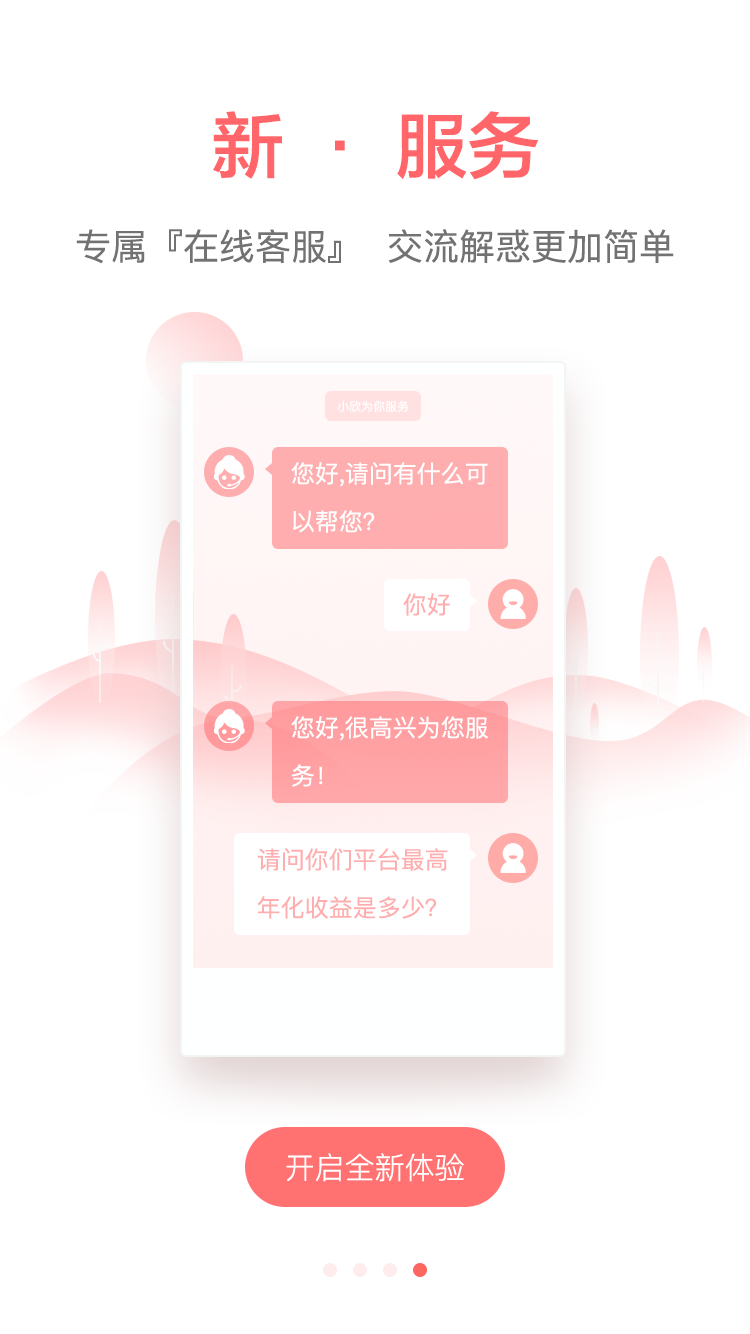 新 · 服务
专属『在线客服』 交流解惑更加简单
小欣为你服务
您好,请问有什么可
以帮您?
你好
您好,很高兴为您服
务!
请问你们平台最高
年化收益是多少?
开启全新体验